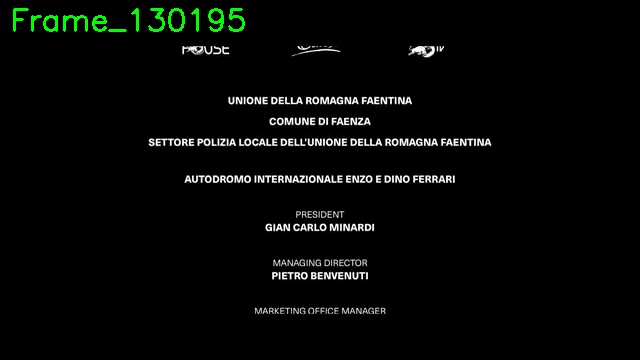 Frame_130195
UNIONE DELLA ROMAGNA FAENTINA
COMUNE DI FAENZA
SETTORE POLIZIA LOCALE DELL'UNIONE DELLA ROMAGNA FAENTINA
AUTODROMO INTERNAZIONALE ENZO E DINO FERRARI
PRESIDENT
GIAN CARLO MINARDI
MANAGING DIRECTOR
PIETRO BENVENUTI
MARKETING OFFICE MANAGER